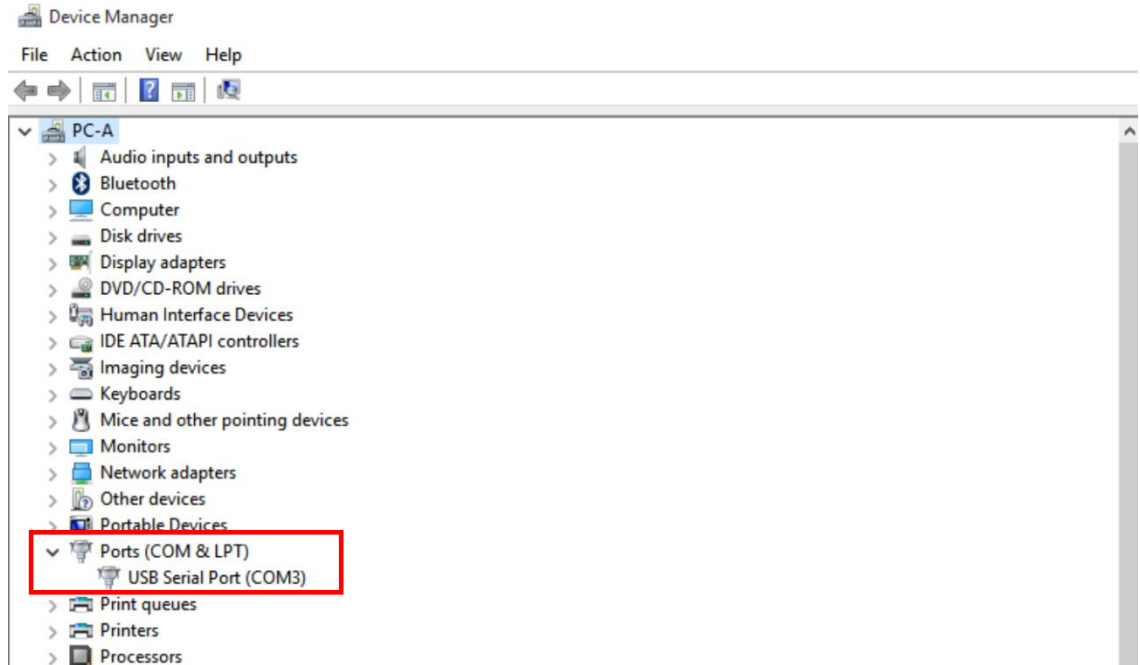 Device Manager
File Action View Help
PC-A
Audio inputs and outputs
Bluetooth
Computer
Disk drives
Display adapters
DVD/CD-ROM drives
Human Interface Devices
IDE ATA/ATAPI controllers
Imaging devices
Keyboards
Mice and other pointing devices
Monitors
Network adapters
Other devices
Portable Devices
Ports (COM & LPT)
USB Serial Port (COM3)
Print queues
Printers
Processors